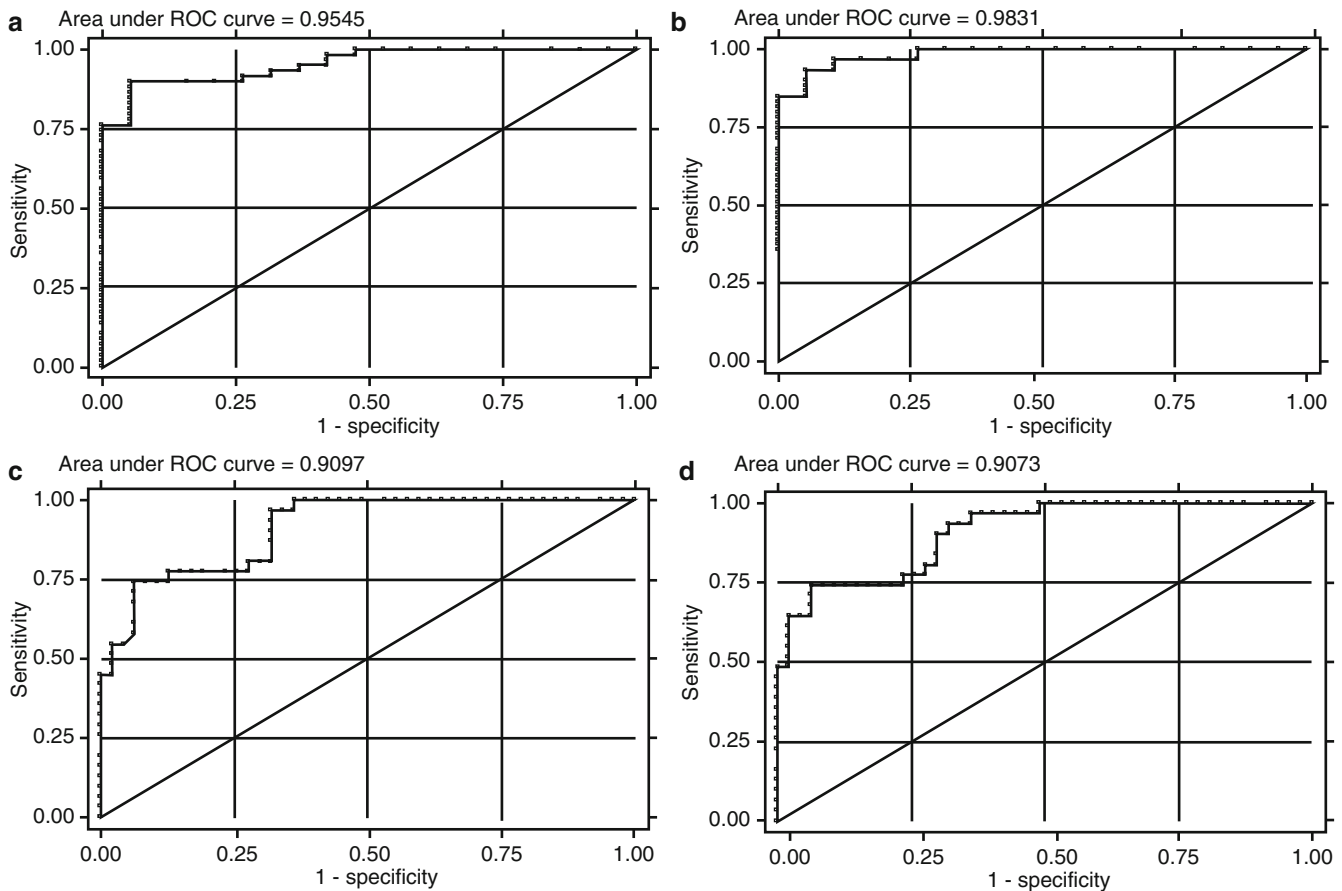 a Area under ROC curve = 0.9545
1.00
0.75
0.50
0.25
0.00
Sensitivity
0.00 0.25 0.50 0.75 1.00
1 - specificity
b Area under ROC curve = 0.9831
1.00
0.75
0.50
0.25
0.00
Sensitivity
0.00 0.25 0.50 0.75 1.00
1 - specificity
c Area under ROC curve = 0.9097
1.00
0.75
0.50
0.25
0.00
Sensitivity
0.00 0.25 0.50 0.75 1.00
1 - specificity
d Area under ROC curve = 0.9073
1.00
0.75
0.50
0.25
0.00
Sensitivity
0.00 0.25 0.50 0.75 1.00
1 - specificity